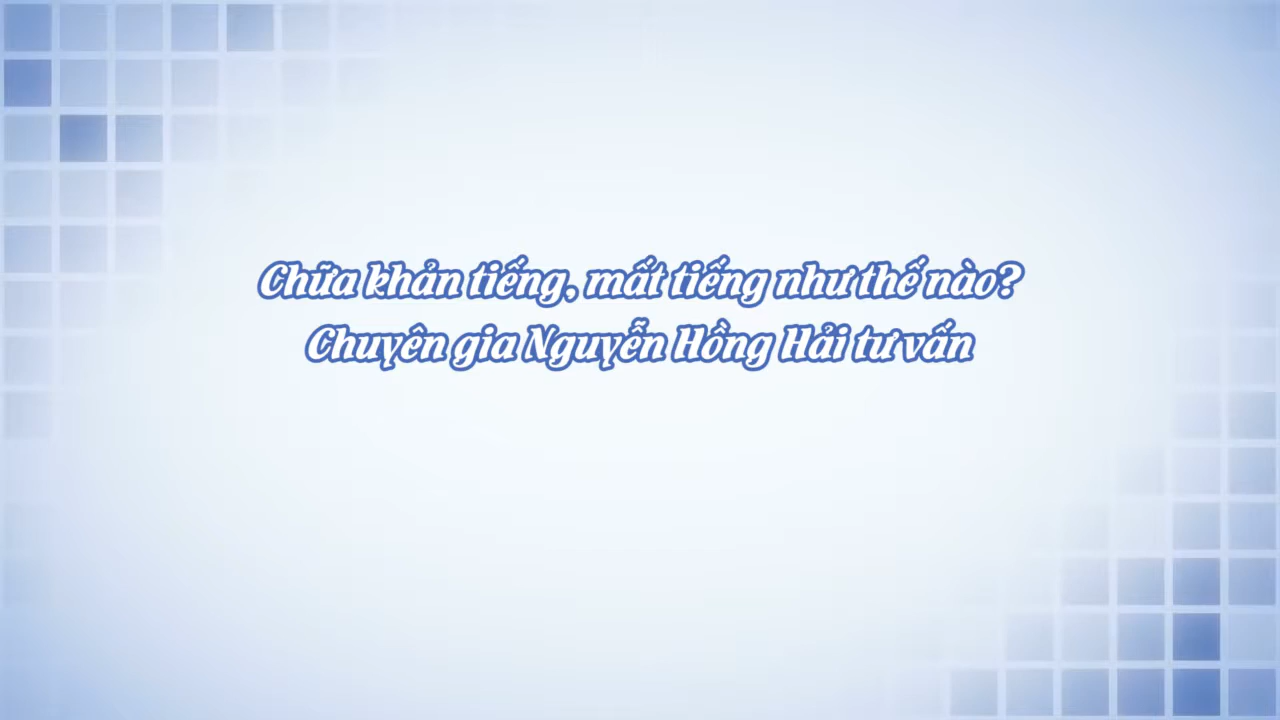 Chữa khản tiếng, mất tiếng như thế nào?
Chuyên gia Nguyễn Hồng Hải tư vấn